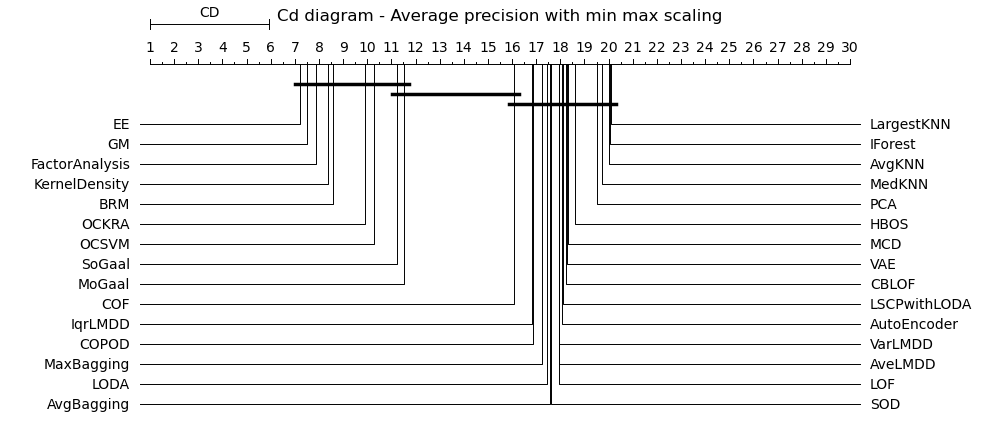 CD
Cd diagram - Average precision with min max scaling
1 2 3 4 5 6 7 8 9 10 11 12 13 14 15 16 17 18 19 20 21 22 23 24 25 26 27 28 29 30
EE LargestKNN
GM IForest
FactorAnalysis AvgKNN
KernelDensity MedKNN
BRM PCA
OCKRA HBOS
OCSVM MCD
SoGaal VAE
MoGaal CBLOF
COF LSCPwithLODA
IqrLMDD AutoEncoder
COPOD VarLMDD
MaxBagging AveLMDD
LODA LOF
AvgBagging SOD